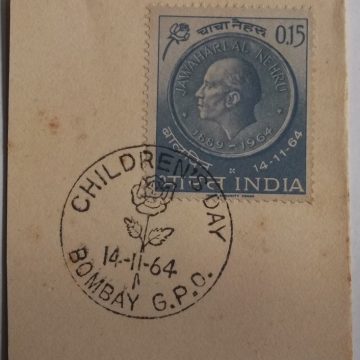 चाचा नेहरू 0.15
JAWAHARLAL NEHRU
1889-1964
बाल दिन 14-11-64
भारत INDIA
CHILDREN'S DAY
14-11-64
BOMBAY G.P.O.